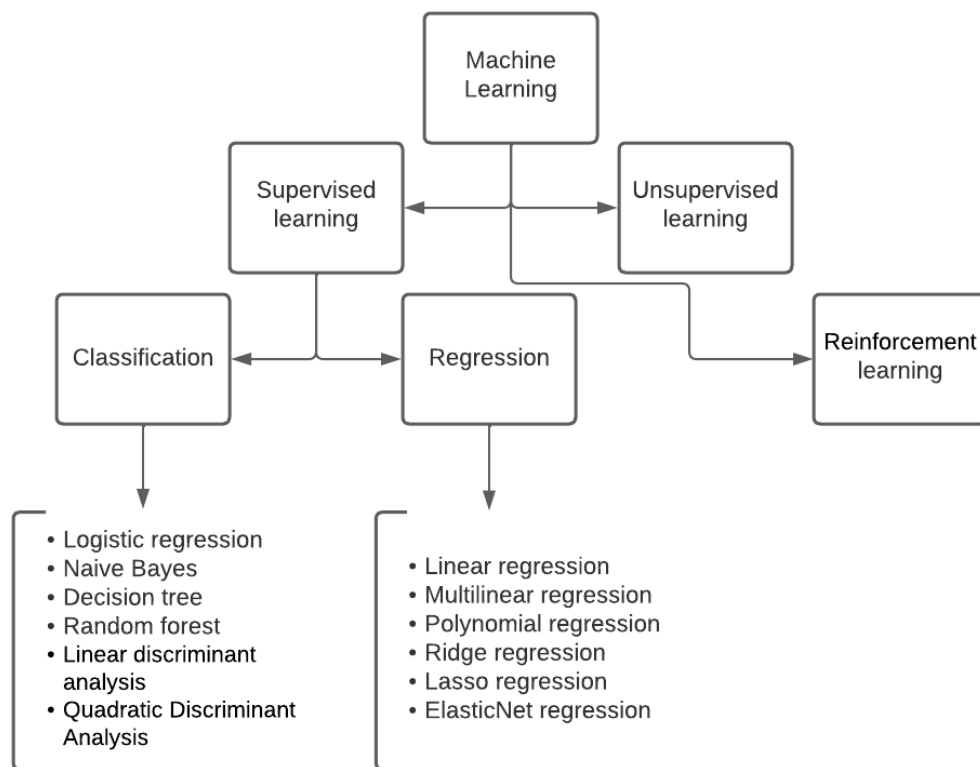 Machine
Learning
Supervised
learning
Unsupervised
learning
Classification
Regression
Reinforcement
learning
• Logistic regression
• Naive Bayes
• Decision tree
• Random forest
• Linear discriminant
analysis
• Quadratic Discriminant
Analysis
• Linear regression
• Multilinear regression
• Polynomial regression
• Ridge regression
• Lasso regression
• ElasticNet regression